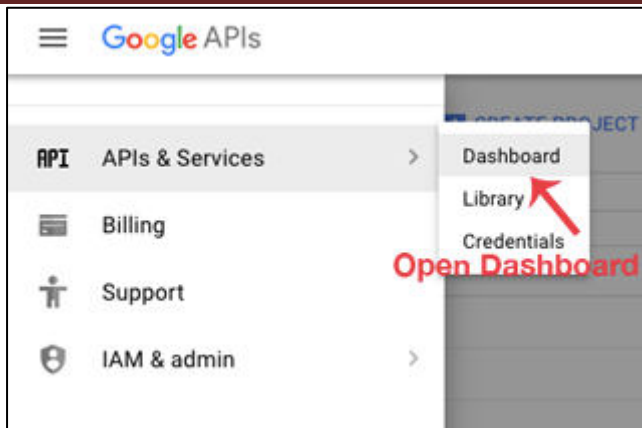 Google APIs
CREATE PROJECT
API APIs & Services
Dashboard
Library
Billing
Credentials
Open Dashboard
Support
IAM & admin